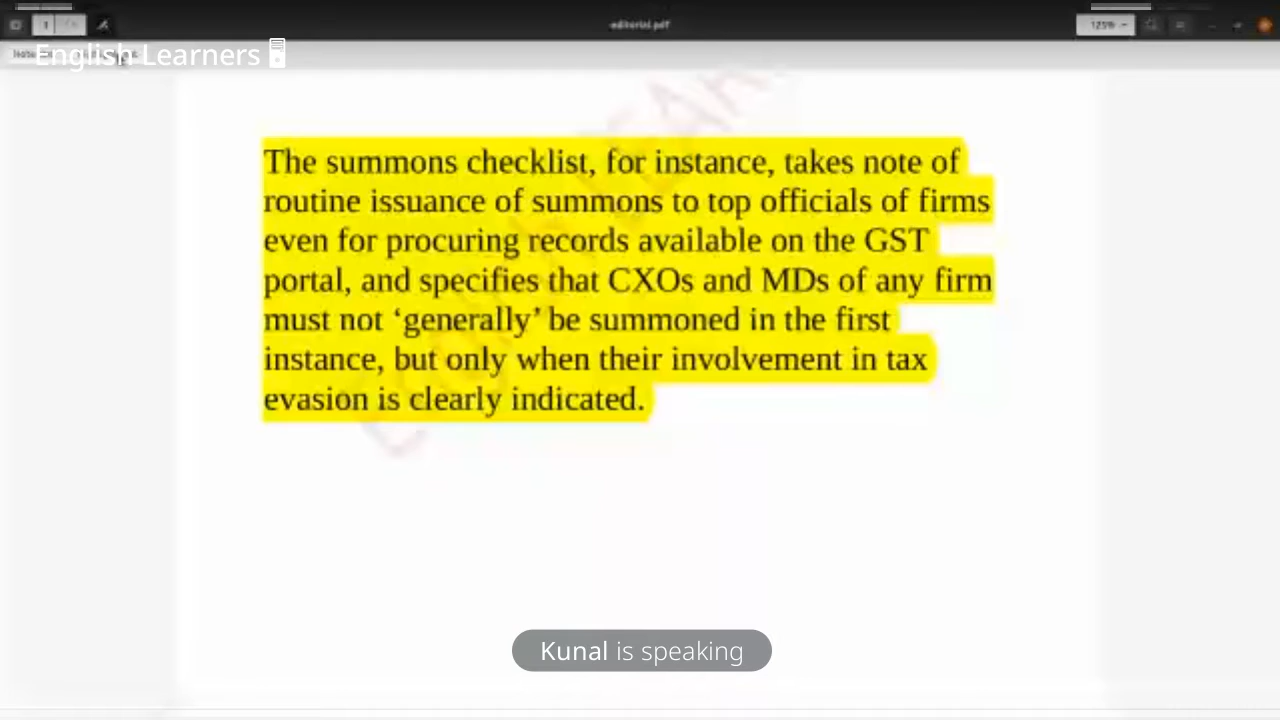 editorial.pdf
125%
English Learners
The summons checklist, for instance, takes note of
routine issuance of summons to top officials of firms
even for procuring records available on the GST
portal, and specifies that CXOs and MDs of any firm
must not ‘generally’ be summoned in the first
instance, but only when their involvement in tax
evasion is clearly indicated.
Kunal is speaking